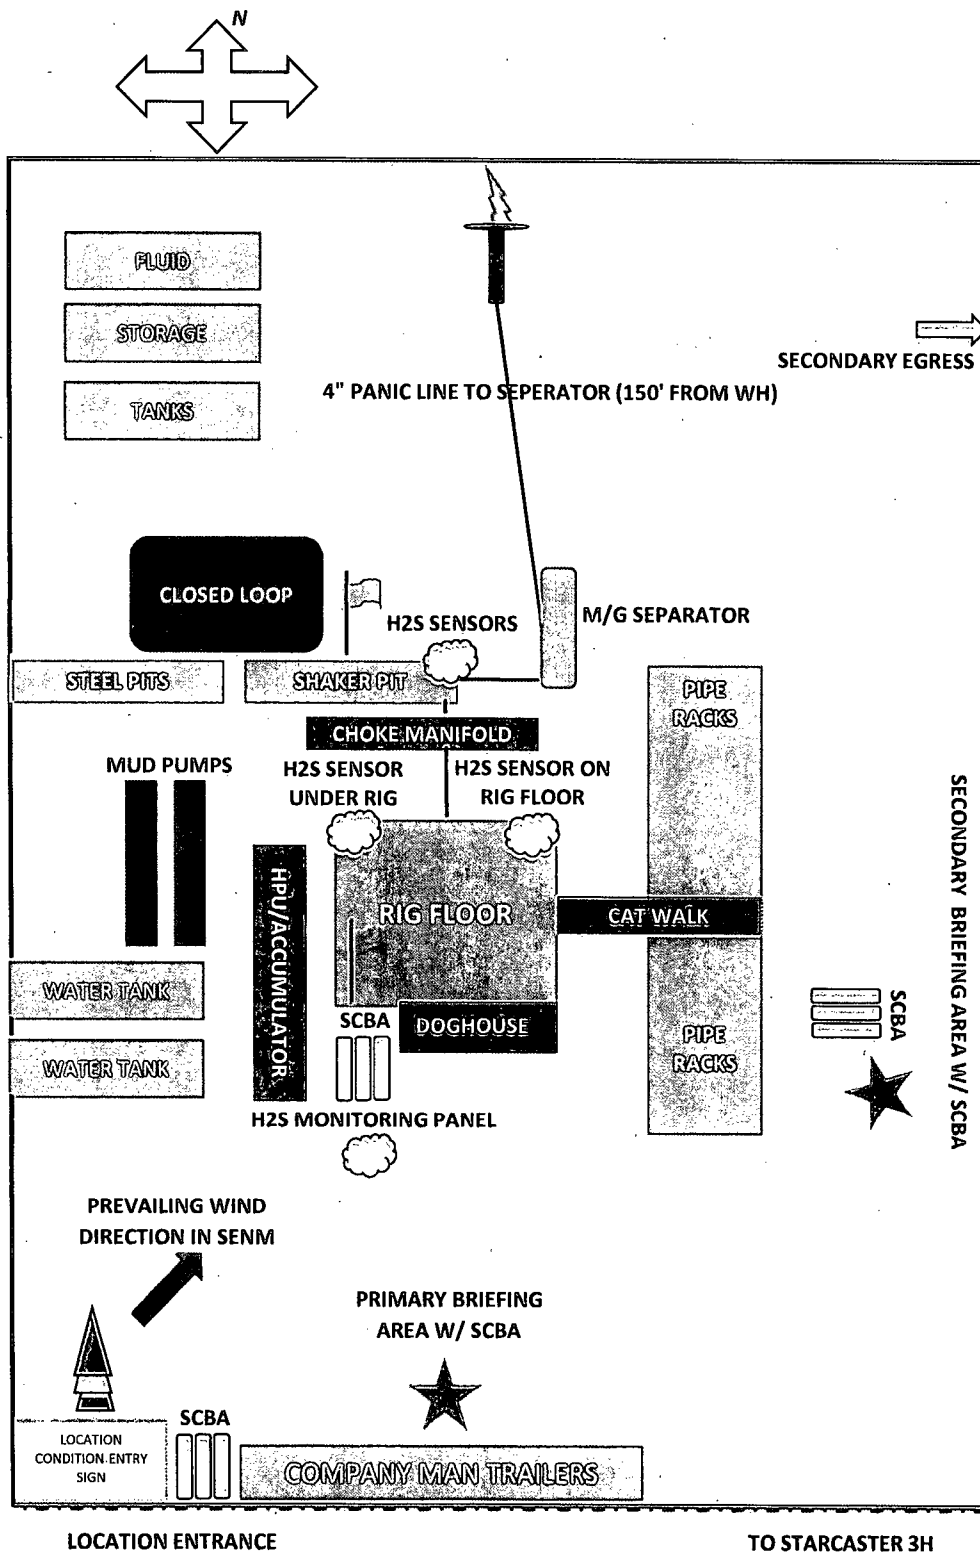 N
FLUID
STORAGE
TANKS
SECONDARY EGRESS
4" PANIC LINE TO SEPERATOR (150' FROM WH)
CLOSED LOOP
H2S SENSORS
M/G SEPARATOR
STEEL PITS
SHAKER PIT
PIPE
RACKS
CHOKE MANIFOLD
MUD PUMPS
H2S SENSOR
UNDER RIG
H2S SENSOR ON
RIG FLOOR
HPU/ACCUMULATOR
RIG FLOOR
CAT WALK
SECONDARY BRIEFING AREA W/ SCBA
WATER TANK
SCBA
SCBA
DOGHOUSE
PIPE
RACKS
WATER TANK
H2S MONITORING PANEL
PREVAILING WIND
DIRECTION IN SENM
PRIMARY BRIEFING
AREA W/ SCBA
SCBA
LOCATION
CONDITION ENTRY
SIGN
COMPANY MAN TRAILERS
LOCATION ENTRANCE
TO STARCASTER 3H